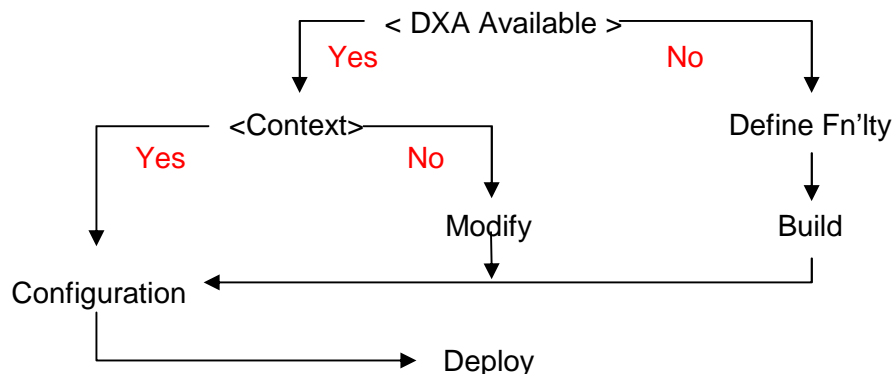 < DXA Available >
Yes
No
<Context>
Define Fn'lty
Yes
No
Modify
Build
Configuration
Deploy